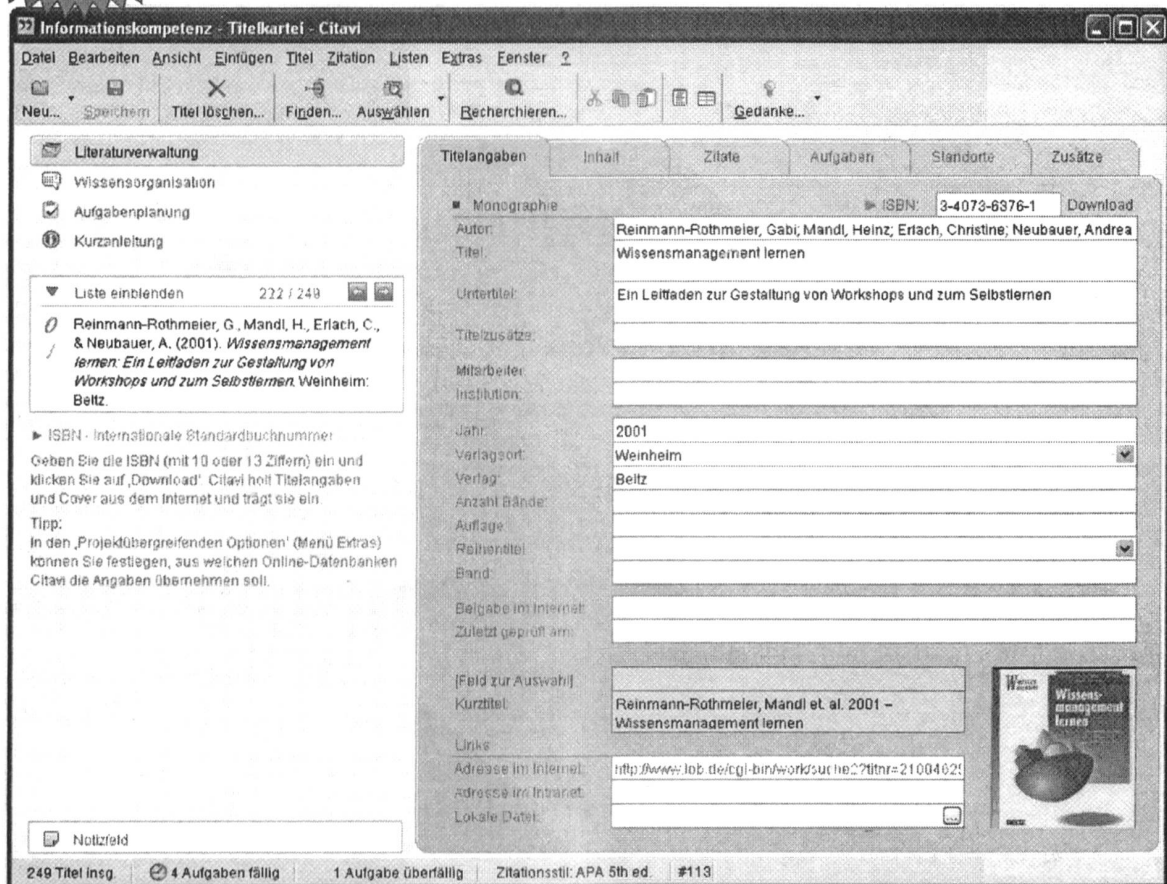 Informationskompetenz - Titelkartei - Citavi
Datei Bearbeiten Ansicht Einfügen Titel Zitation Listen Extras Fenster ?
Neu... Speichern Titel löschen... Finden... Auswählen Recherchieren... Gedanke...
Literaturverwaltung
Wissensorganisation
Aufgabenplanung
Kurzanleitung
Liste einblenden 222 / 249
Reinmann-Rothmeier, G., Mandl, H., Erlach, C.,
& Neubauer, A. (2001). Wissensmanagement
lernen: Ein Leitfaden zur Gestaltung von
Workshops und zum Selbstlernen. Weinheim:
Beltz.
ISBN - Internationale Standardbuchnummer
Geben Sie die ISBN (mit 10 oder 13 Ziffern) ein und
klicken Sie auf ‚Download'. Citavi holt Titelangaben
und Cover aus dem Internet und trägt sie ein.
Tipp:
In den ‚Projektübergreifenden Optionen' (Menü Extras)
können Sie festlegen, aus welchen Online-Datenbanken
Citavi die Angaben übernehmen soll.
Notizfeld
Titelangaben Inhalt Zitate Aufgaben Standorte Zusätze
Monographie ISBN: 3-4073-6376-1 Download
Autor: Reinmann-Rothmeier, Gabi; Mandl, Heinz; Erlach, Christine; Neubauer, Andrea
Titel: Wissensmanagement lernen
Untertitel: Ein Leitfaden zur Gestaltung von Workshops und zum Selbstlernen
Titelzusätze:
Mitarbeiter:
Institution:
Jahr: 2001
Verlagsort: Weinheim
Verlag: Beltz
Anzahl Bände:
Auflage:
Reihentitel:
Band:
Beigabe im Internet:
Zuletzt geprüft am:
[Feld zur Auswahl]
Kurztitel: Reinmann-Rothmeier, Mandl et. al. 2001 –
Wissensmanagement lernen
Links
Adresse im Internet: http://www.lob.de/cgi-bin/work/suche2?titnr=21004625
Adresse im Intranet:
Lokale Datei: ...
Wissens-
management
lernen
249 Titel insg. 4 Aufgaben fällig 1 Aufgabe überfällig Zitationsstil: APA 5th ed. #113